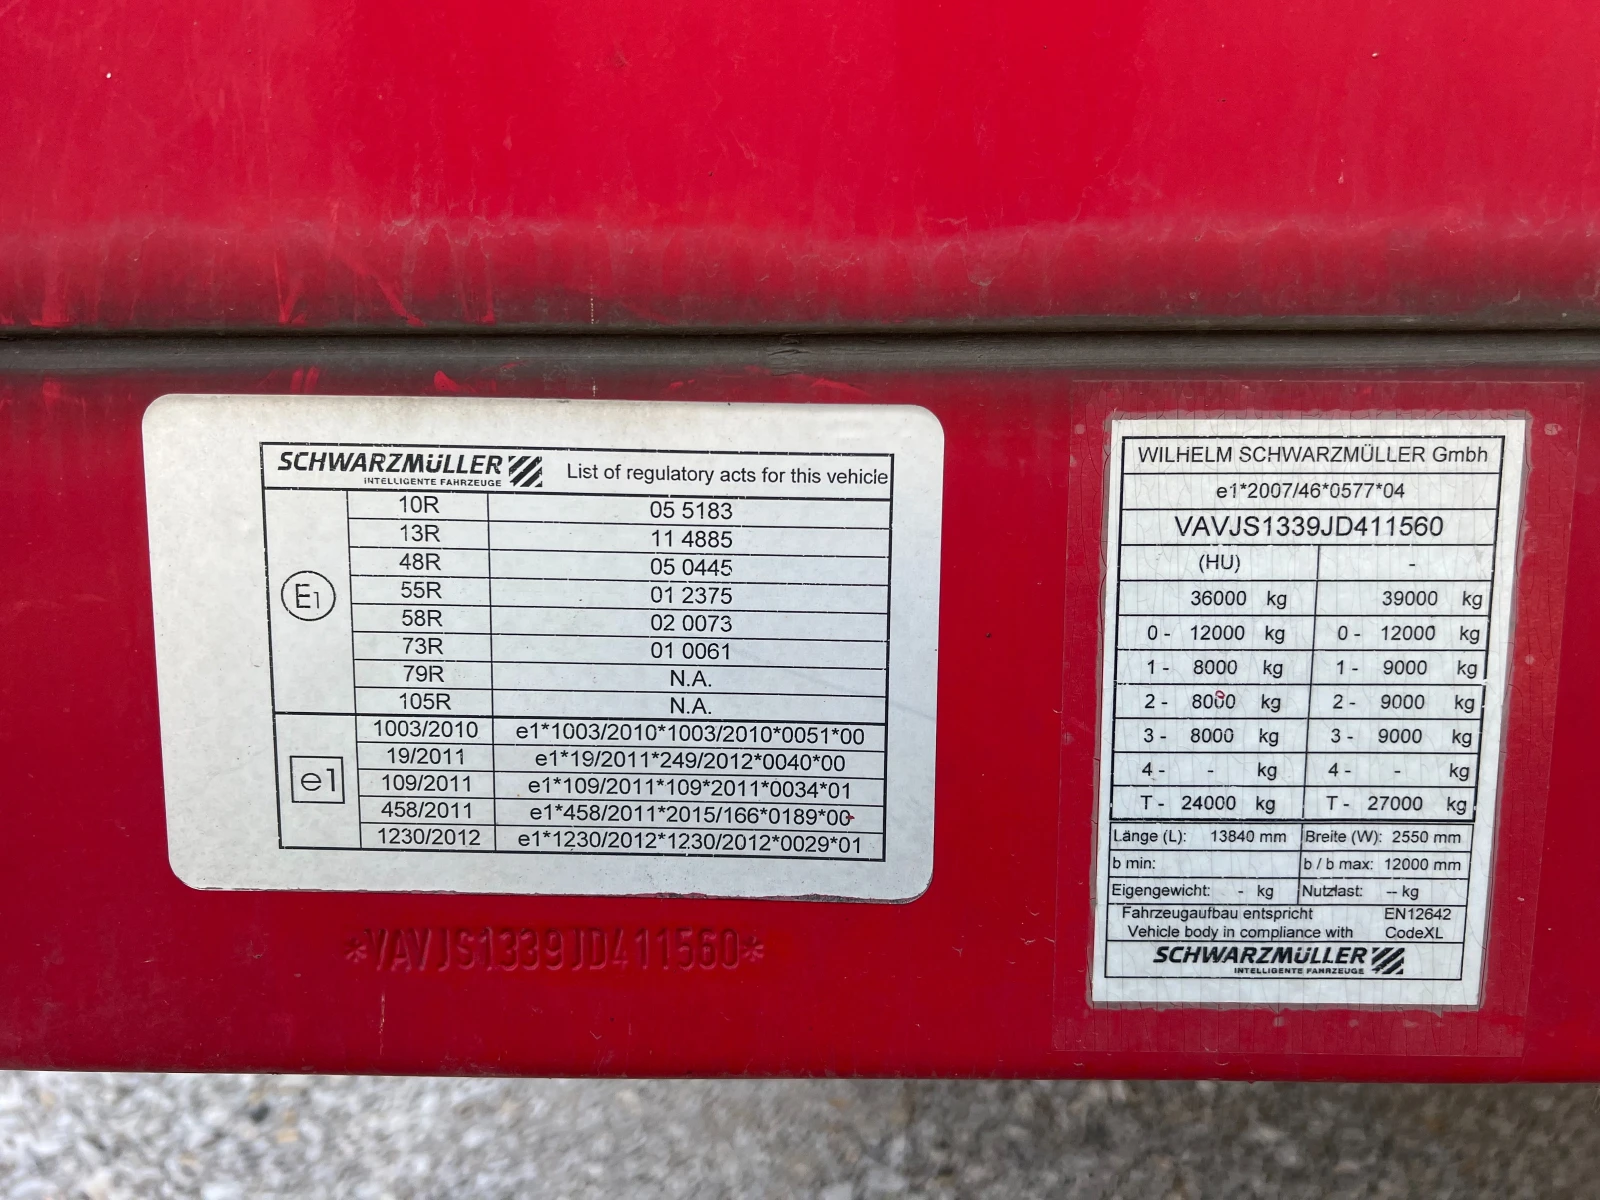 SCHWARZMÜLLER List of regulatory acts for this vehicle
INTELLIGENTE FAHRZEUGE
E1
10R 05 5183
13R 11 4885
48R 05 0445
55R 01 2375
58R 02 0073
73R 01 0061
79R N.A.
105R N.A.
e1
1003/2010 e1*1003/2010*1003/2010*0051*00
19/2011 e1*19/2011*249/2012*0040*00
109/2011 e1*109/2011*109*2011*0034*01
458/2011 e1*458/2011*2015/166*0189*00
1230/2012 e1*1230/2012*1230/2012*0029*01
*VAVJS1339JD411560*
WILHELM SCHWARZMÜLLER Gmbh
e1*2007/46*0577*04
VAVJS1339JD411560
(HU) -
36000 kg 39000 kg
0 - 12000 kg 0 - 12000 kg
1 - 8000 kg 1 - 9000 kg
2 - 8000 kg 2 - 9000 kg
3 - 8000 kg 3 - 9000 kg
4 - - kg 4 - - kg
T - 24000 kg T - 27000 kg
Länge (L): 13840 mm Breite (W): 2550 mm
b min: b / b max: 12000 mm
Eigengewicht: - kg Nutzlast: -- kg
Fahrzeugaufbau entspricht EN12642
Vehicle body in compliance with CodeXL
SCHWARZMÜLLER
INTELLIGENTE FAHRZEUGE